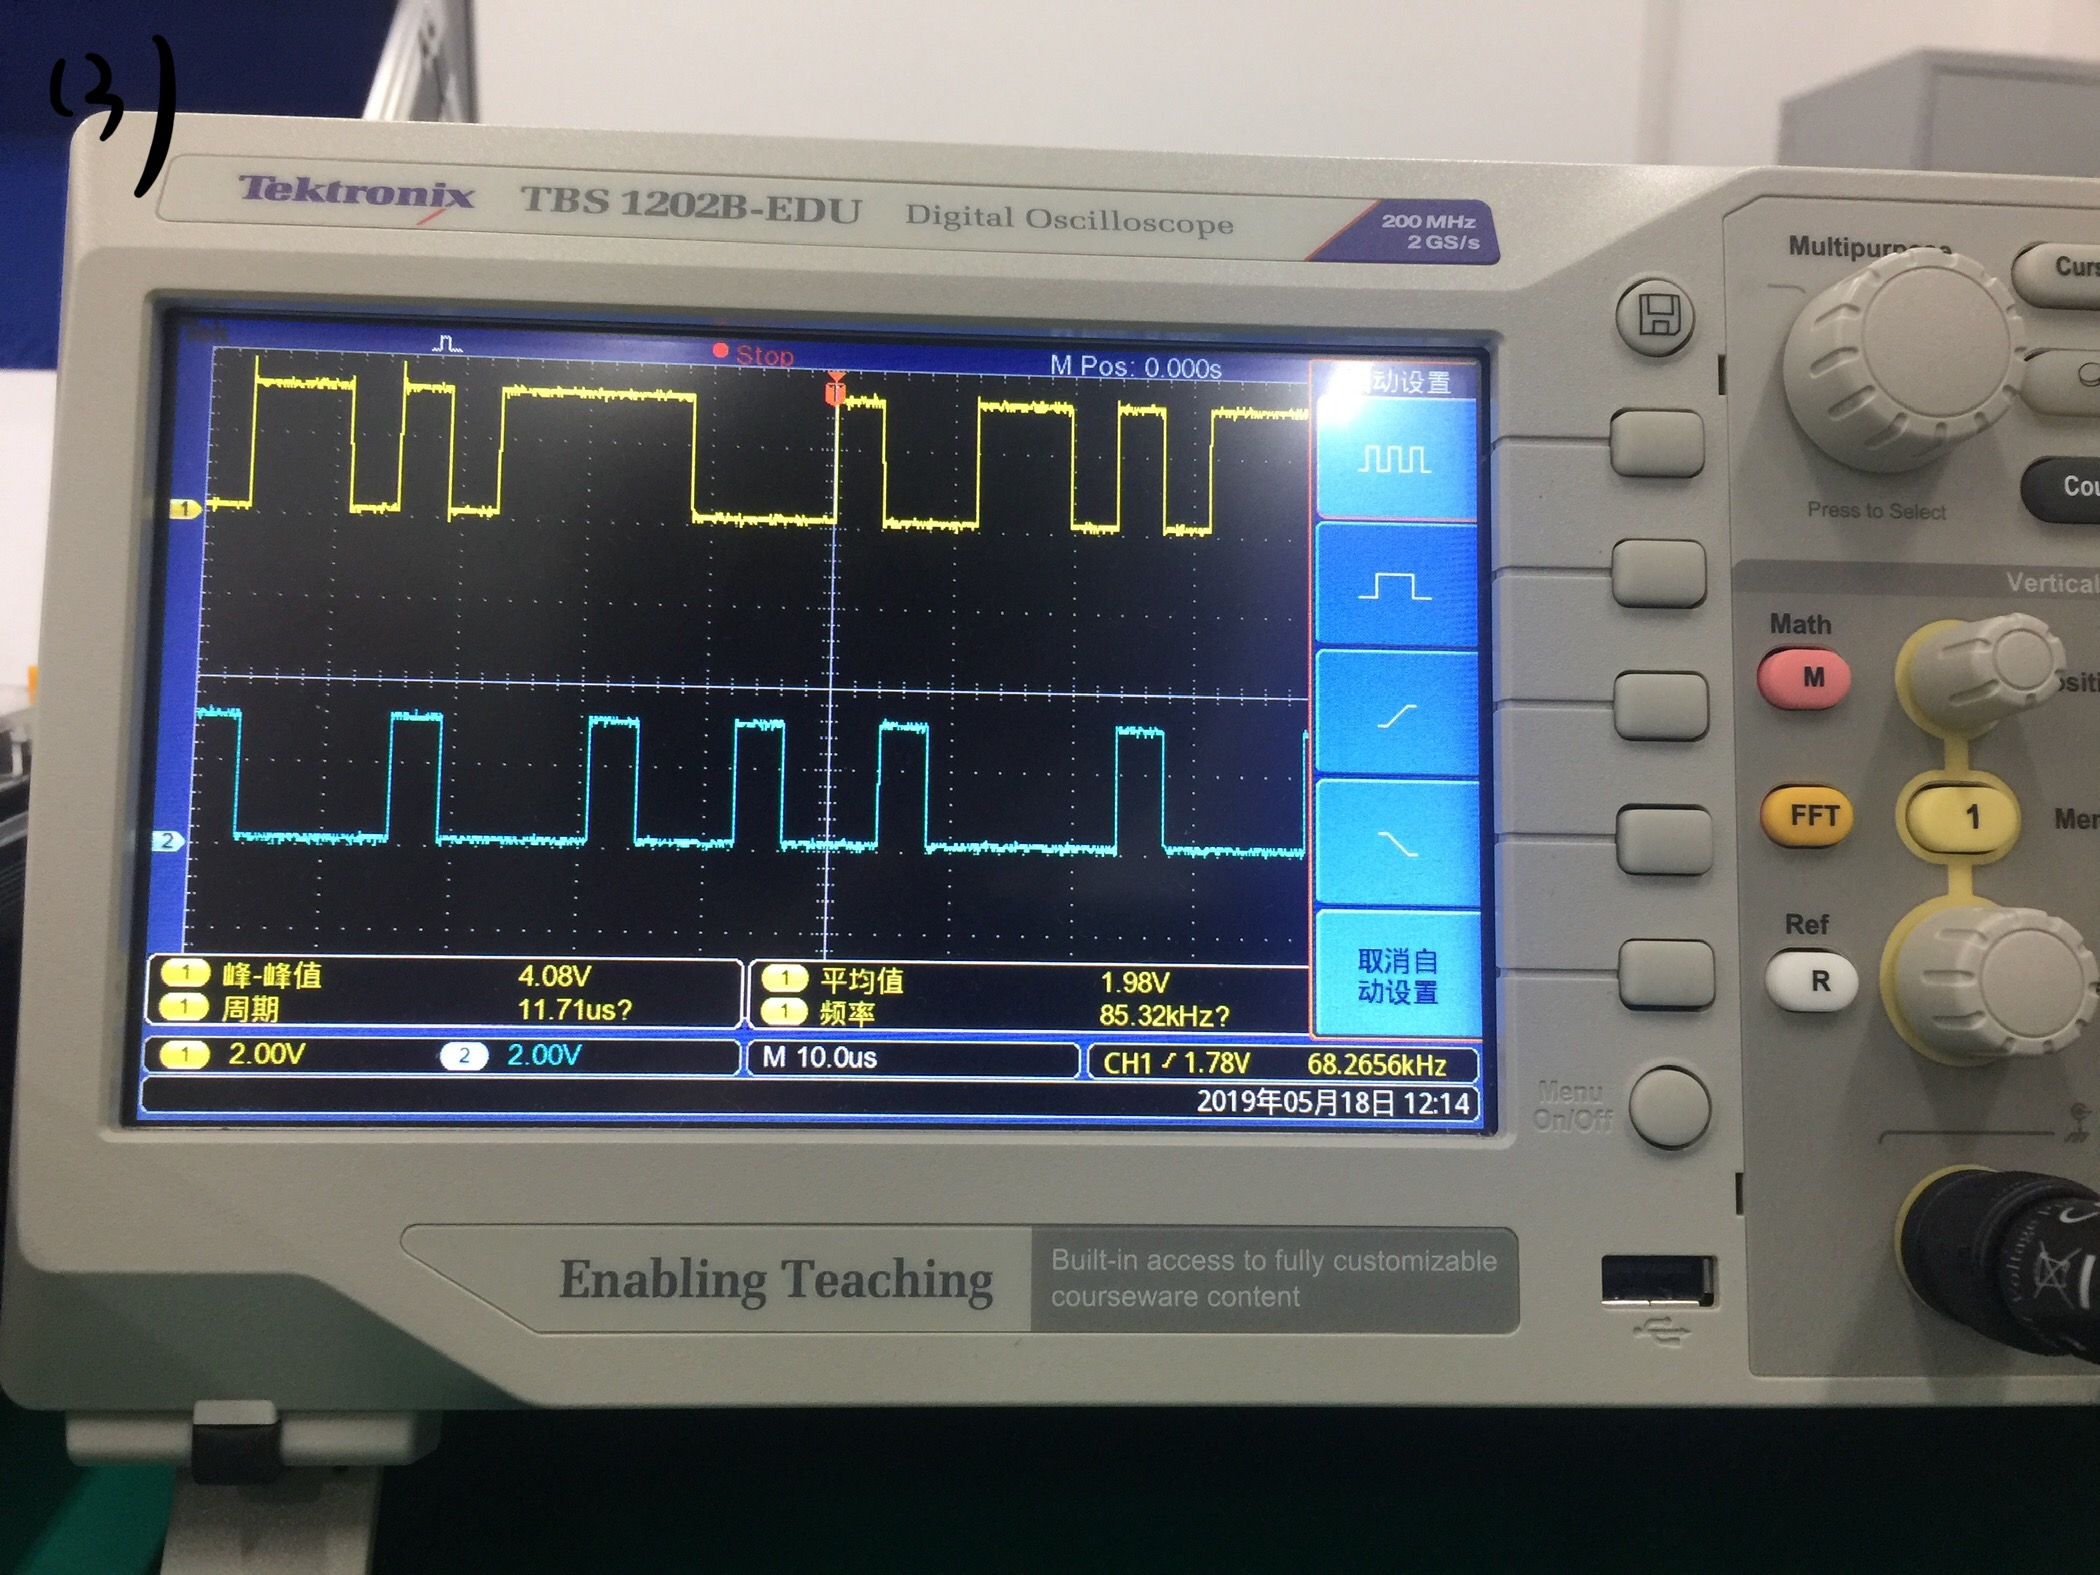 (3)
Tektronix TBS 1202B-EDU Digital Oscilloscope
200 MHz
2 GS/s
Multipurpose
Curs
Stop
M Pos: 0.000s
动设置
Press to Select
Cou
Vertical
Math
M
FFT
1
Ref
R
1
2
1 峰-峰值 4.08V
1 周期 11.71us?
1 平均值 1.98V
1 频率 85.32kHz?
取消自
动设置
1 2.00V
2 2.00V
M 10.0us
CH1 1.78V 68.2656kHz
2019年05月18日 12:14
Menu
On/Off
Enabling Teaching
Built-in access to fully customizable
courseware content